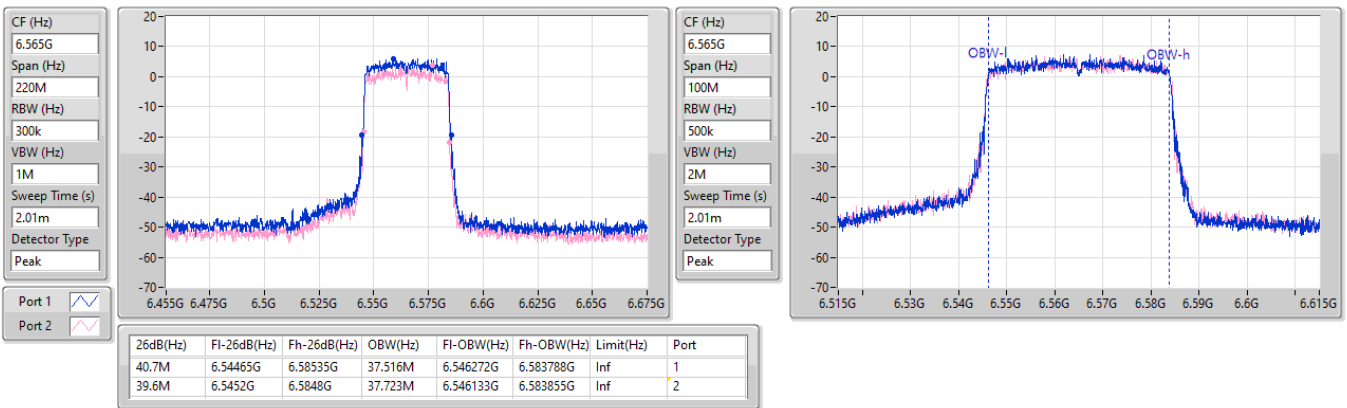 CF (Hz)
6.565G
Span (Hz)
220M
RBW (Hz)
300k
VBW (Hz)
1M
Sweep Time (s)
2.01m
Detector Type
Peak
Port 1
Port 2
20
10
0
-10
-20
-30
-40
-50
-60
-70
6.455G 6.475G 6.5G 6.525G 6.55G 6.575G 6.6G 6.625G 6.65G 6.675G
CF (Hz)
6.565G
Span (Hz)
100M
RBW (Hz)
500k
VBW (Hz)
2M
Sweep Time (s)
2.01m
Detector Type
Peak
20
10
0
-10
-20
-30
-40
-50
-60
-70
OBW-l OBW-h
6.515G 6.53G 6.54G 6.55G 6.56G 6.57G 6.58G 6.59G 6.6G 6.615G
26dB(Hz) Fl-26dB(Hz) Fh-26dB(Hz) OBW(Hz) Fl-OBW(Hz) Fh-OBW(Hz) Limit(Hz) Port
40.7M 6.54465G 6.58535G 37.516M 6.546272G 6.583788G Inf 1
39.6M 6.5452G 6.5848G 37.723M 6.546133G 6.583855G Inf 2